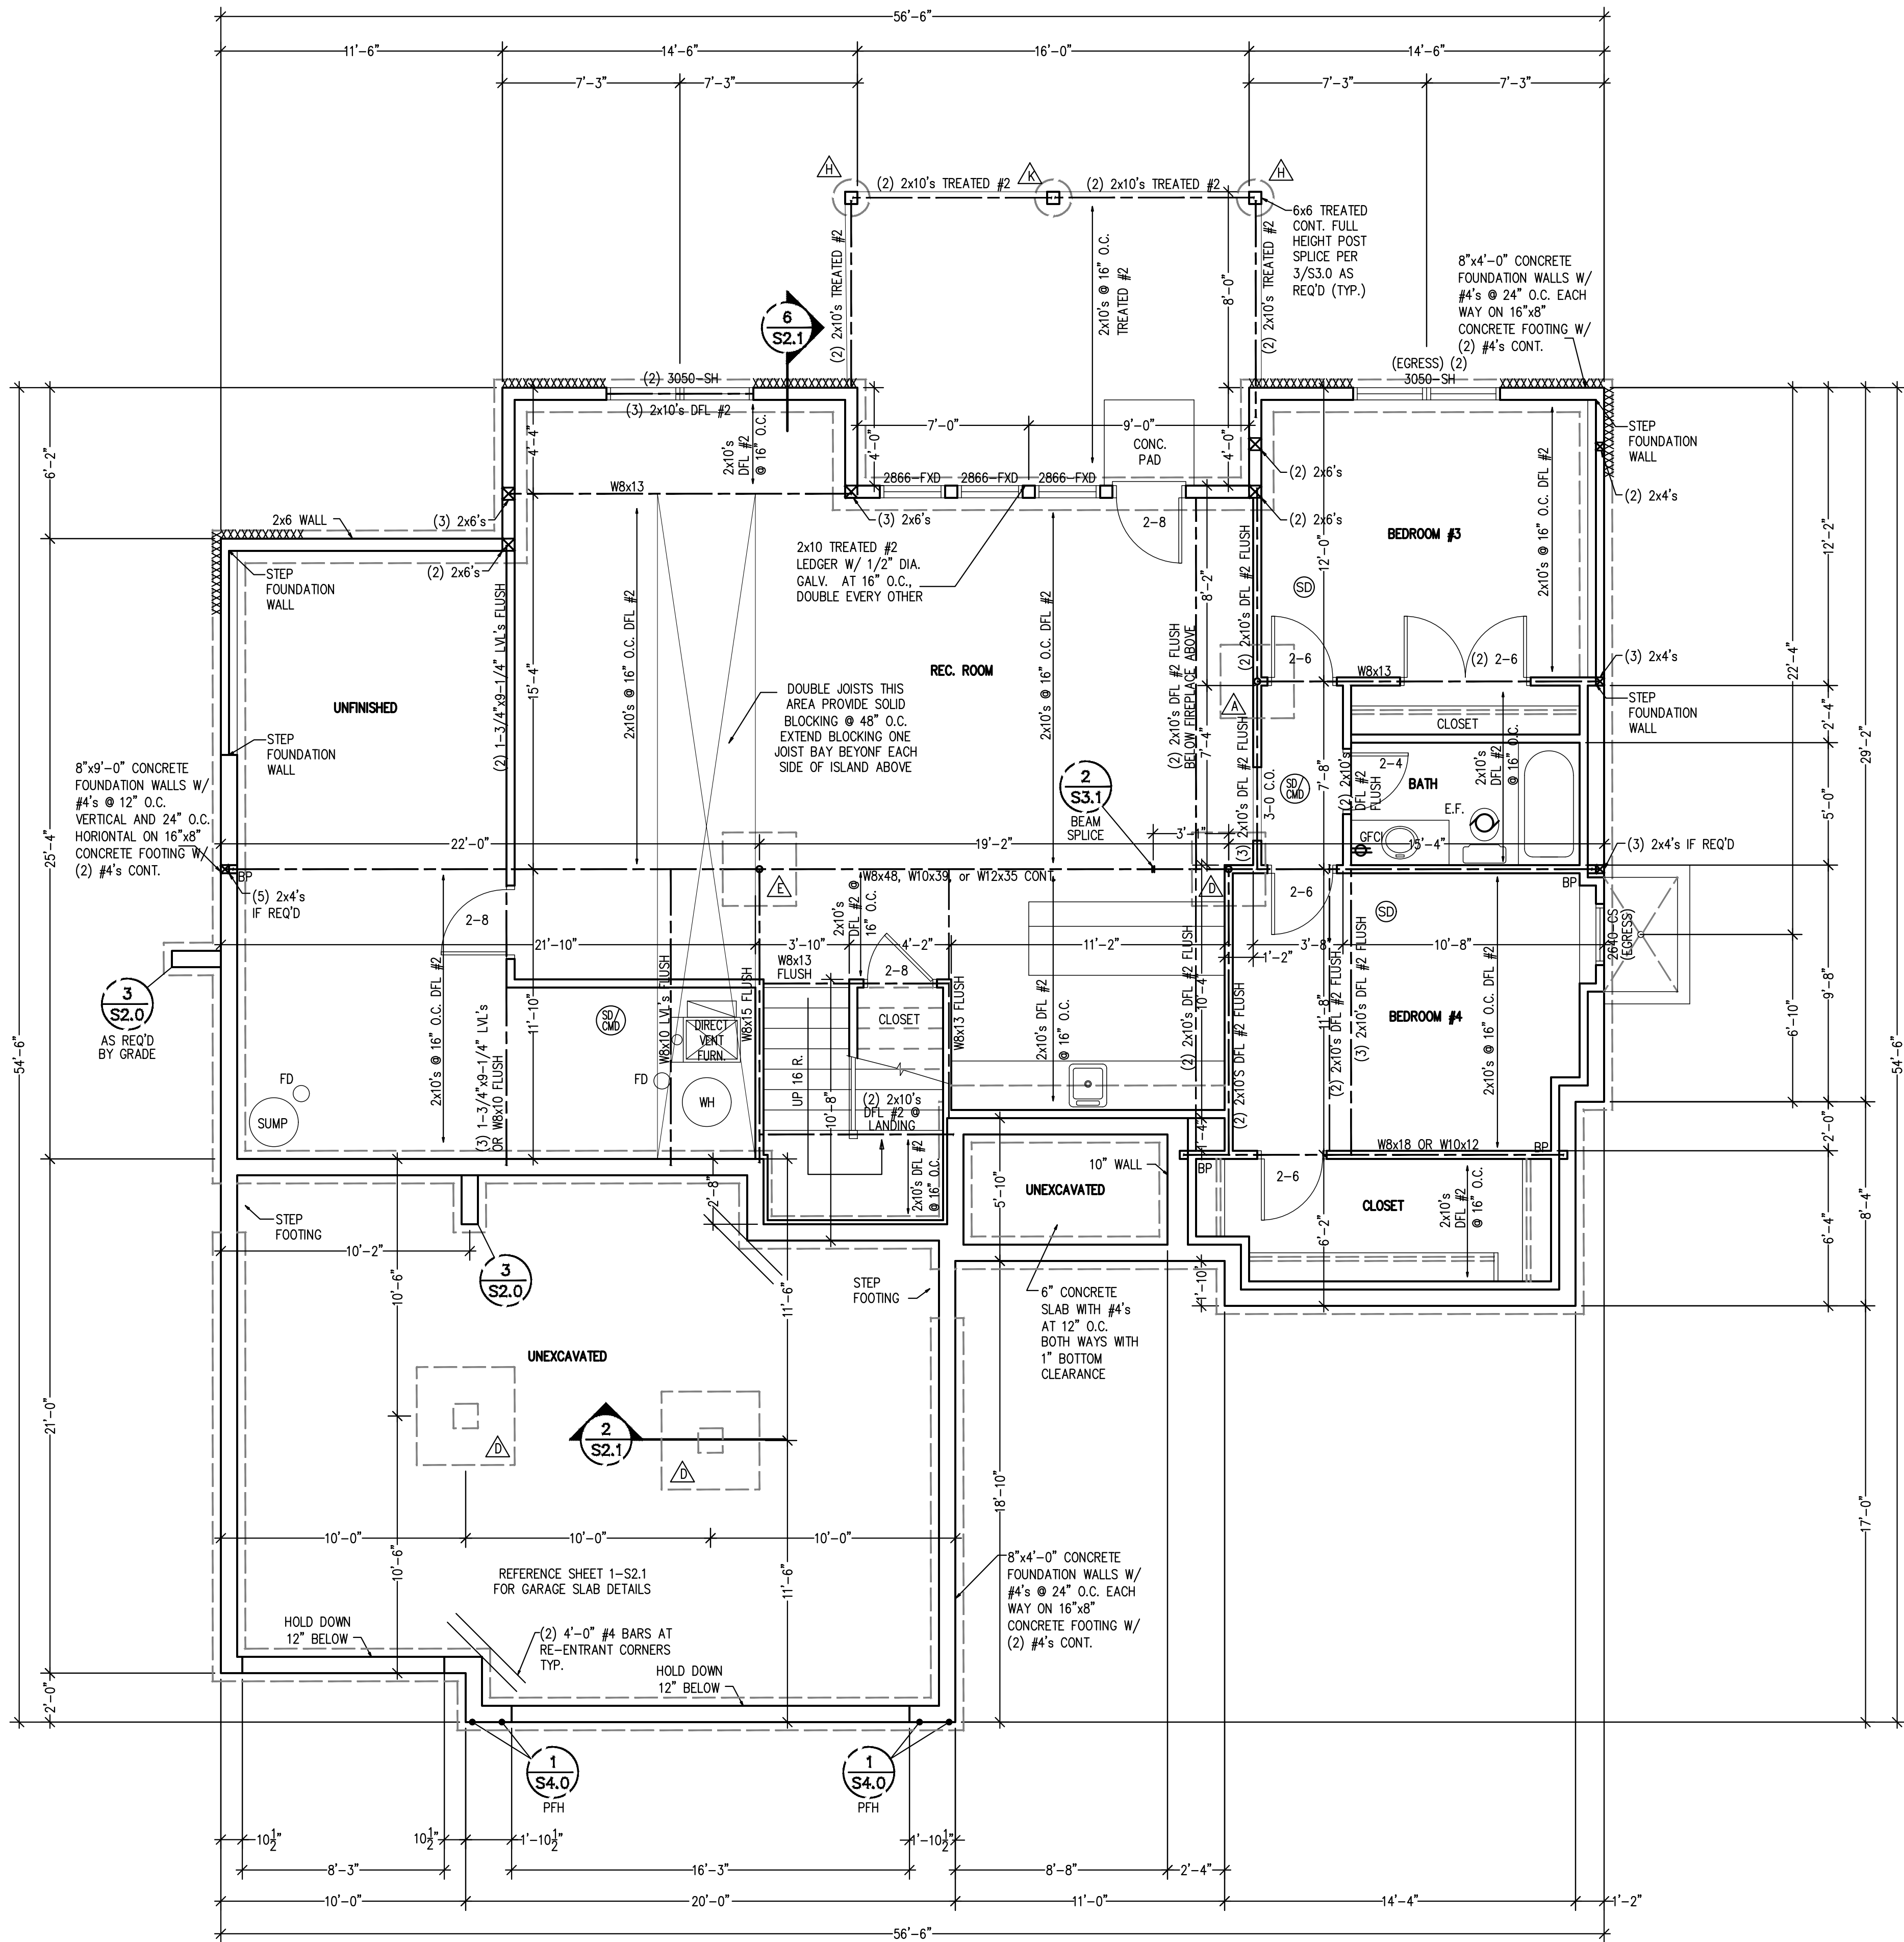 56'-6"
11'-6"
14'-6"
16'-0"
14'-6"
7'-3"
7'-3"
7'-3"
7'-3"
H
(2) 2x10's TREATED #2
K
(2) 2x10's TREATED #2
H
6x6 TREATED
CONT. FULL
HEIGHT POST
SPLICE PER
3/S3.0 AS
REQ'D (TYP.)
(2) 2x10's TREATED #2
2x10's @ 16" O.C.
TREATED #2
8'-0"
(2) 2x10's TREATED #2
8"x4'-0" CONCRETE
FOUNDATION WALLS W/
#4's @ 24" O.C. EACH
WAY ON 16"x8"
CONCRETE FOOTING W/
(2) #4's CONT.
6
S2.1
(2) 3050-SH
(3) 2x10's DFL #2
(EGRESS) (2)
3050-SH
6'-2"
4'-4"
2x10's
DFL #2
@ 16" O.C.
4'-0"
7'-0"
9'-0"
4'-0"
CONC.
PAD
STEP
FOUNDATION
WALL
(2) 2x6's
(2) 2x4's
W8x13
2866-FXD
2866-FXD
2866-FXD
2x6 WALL
(3) 2x6's
(3) 2x6's
2-8
(2) 2x6's
(2) 2x6's
BEDROOM #3
2x10's @ 16" O.C. DFL #2
12'-0"
12'-2"
2x10 TREATED #2
LEDGER W/ 1/2" DIA.
GALV. AT 16" O.C.,
DOUBLE EVERY OTHER
STEP
FOUNDATION
WALL
SD
8'-2"
(2) 2x10's DFL #2 FLUSH
(2) 1-3/4"x9-1/4" LVL's FLUSH
2x10's @ 16" O.C. DFL #2
15'-4"
2x10's @ 16" O.C. DFL #2
(2) 2x10's DFL #2 FLUSH
BELOW FIREPLACE ABOVE
REC. ROOM
UNFINISHED
2-6
W8x13
(2) 2-6
(3) 2x4's
22'-4"
DOUBLE JOISTS THIS
AREA PROVIDE SOLID
BLOCKING @ 48" O.C.
EXTEND BLOCKING ONE
JOIST BAY BEYONF EACH
SIDE OF ISLAND ABOVE
A
CLOSET
STEP
FOUNDATION
WALL
2'-4"
29'-2"
STEP
FOUNDATION
WALL
7'-4"
(3) 2x10's DFL #2 FLUSH
3-0 C.O.
SD/
CMD
7'-8"
(2) 2x10's
DFL #2
FLUSH
2-4
BATH
E.F.
GFCI
2x10's
DFL #2
@ 16" O.C.
5'-0"
8"x9'-0" CONCRETE
FOUNDATION WALLS W/
#4's @ 12" O.C.
VERTICAL AND 24" O.C.
HORIONTAL ON 16"x8"
CONCRETE FOOTING W/
(2) #4's CONT.
25'-4"
2
S3.1
BEAM
SPLICE
3'-1"
22'-0"
19'-2"
15'-4"
(3) 2x4's IF REQ'D
BP
(5) 2x4's
IF REQ'D
W8x48, W10x39, or W12x35 CONT.
E
D
BP
2-8
2x10's
DFL #2 @
16" O.C.
2-6
SD
2640-CS
(EGRESS)
21'-10"
3'-10"
4'-2"
11'-2"
1'-2"
3'-8"
10'-8"
W8x13
FLUSH
2-8
3
S2.0
AS REQ'D
BY GRADE
54'-6"
54'-6"
2x10's @ 16" O.C. DFL #2
11'-10"
SD/
CMD
W8x10 LVL's FLUSH
W8x15 FLUSH
DIRECT
VENT
FURN.
CLOSET
W8x13 FLUSH
2x10's DFL #2
@ 16" O.C.
(2) 2x10's DFL #2 FLUSH
10'-4"
(2) 2x10'S DFL #2 FLUSH
11'-8"
(2) 2x10's DFL #2 FLUSH
(3) 2x10's DFL #2 FLUSH
BEDROOM #4
2x10's @ 16" O.C. DFL #2
9'-8"
6'-10"
FD
SUMP
FD
WH
UP 16 R.
10'-8"
(2) 2x10's
DFL #2 @
LANDING
(3) 1-3/4"x9-1/4" LVL's
OR W8x10 FLUSH
2x10's DFL #2
@ 16" O.C.
1'-4"
W8x18 OR W10x12
BP
2'-0"
2'-8"
5'-10"
10" WALL
UNEXCAVATED
BP
2-6
CLOSET
2x10's
DFL #2
@ 16" O.C.
8'-4"
6'-4"
6'-2"
1'-10"
STEP
FOOTING
10'-2"
3
S2.0
STEP
FOOTING
11'-6"
10'-6"
6" CONCRETE
SLAB WITH #4's
AT 12" O.C.
BOTH WAYS WITH
1" BOTTOM
CLEARANCE
UNEXCAVATED
D
2
S2.1
D
21'-0"
18'-10"
17'-0"
10'-0"
10'-0"
10'-0"
10'-6"
11'-6"
REFERENCE SHEET 1-S2.1
FOR GARAGE SLAB DETAILS
8"x4'-0" CONCRETE
FOUNDATION WALLS W/
#4's @ 24" O.C. EACH
WAY ON 16"x8"
CONCRETE FOOTING W/
(2) #4's CONT.
HOLD DOWN
12" BELOW
(2) 4'-0" #4 BARS AT
RE-ENTRANT CORNERS
TYP.
HOLD DOWN
12" BELOW
2'-0"
1
S4.0
PFH
1
S4.0
PFH
10½"
10½"
1'-10½"
1'-10½"
8'-3"
16'-3"
8'-8"
2'-4"
10'-0"
20'-0"
11'-0"
14'-4"
1'-2"
56'-6"